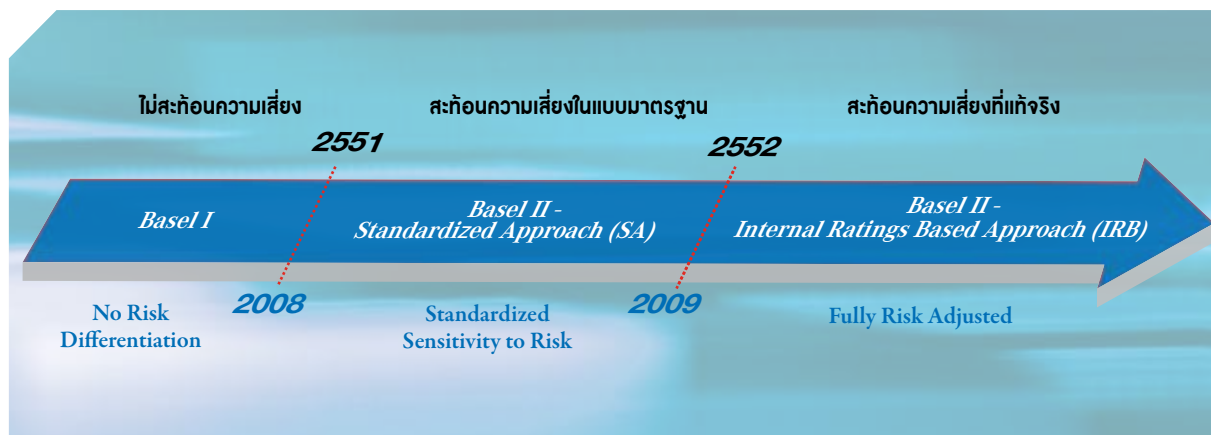 ไม่สะท้อนความเสี่ยง
สะท้อนความเสี่ยงในแบบมาตรฐาน
สะท้อนความเสี่ยงที่แท้จริง
2551
2552
Basel I
Basel II -
Standardized Approach (SA)
Basel II -
Internal Ratings Based Approach (IRB)
2008
2009
No Risk
Differentiation
Standardized
Sensitivity to Risk
Fully Risk Adjusted